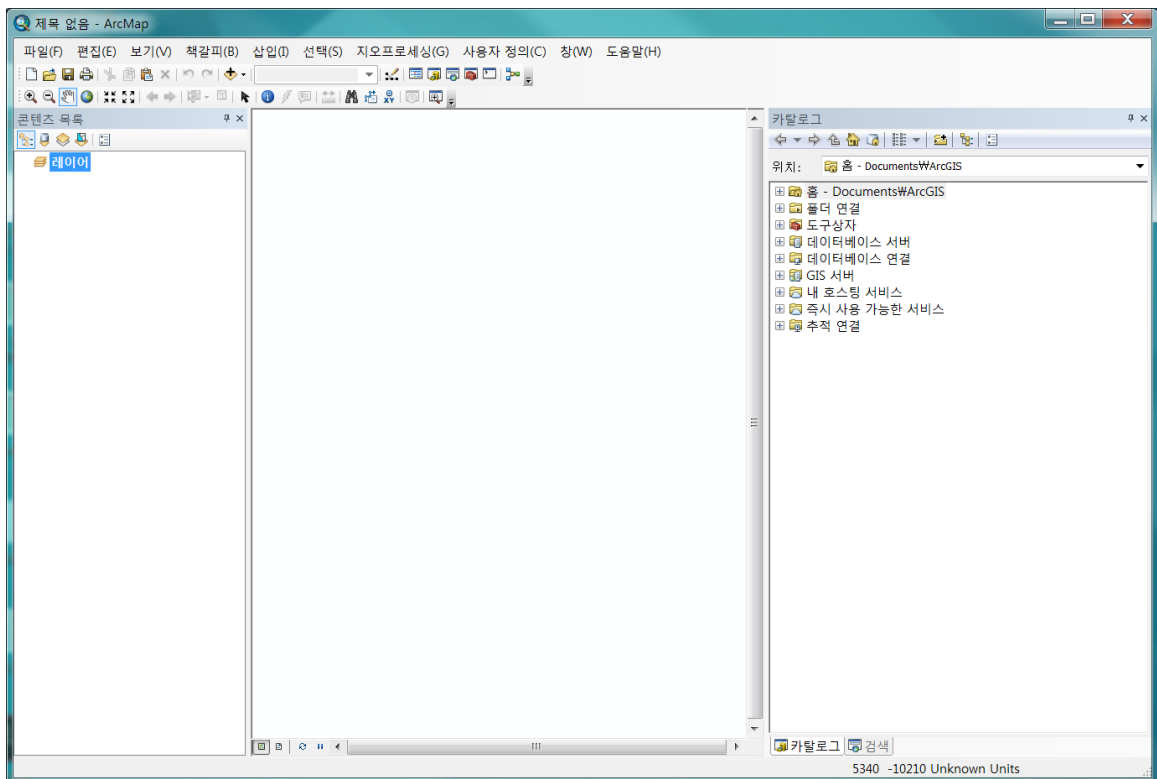 제목 없음 - ArcMap
파일(F) 편집(E) 보기(V) 책갈피(B) 삽입(I) 선택(S) 지오프로세싱(G) 사용자 정의(C) 창(W) 도움말(H)
콘텐츠 목록
레이어
카탈로그
위치: 홈 - Documents₩ArcGIS
홈 - Documents₩ArcGIS
폴더 연결
도구상자
데이터베이스 서버
데이터베이스 연결
GIS 서버
내 호스팅 서비스
즉시 사용 가능한 서비스
추적 연결
카탈로그 검색
5340 -10210 Unknown Units